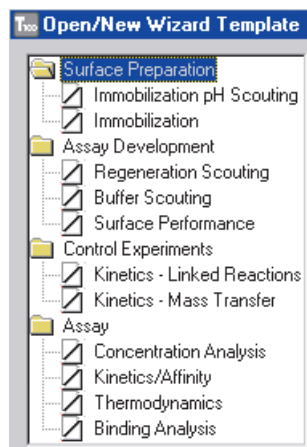 T100 Open/New Wizard Template
Surface Preparation
Immobilization pH Scouting
Immobilization
Assay Development
Regeneration Scouting
Buffer Scouting
Surface Performance
Control Experiments
Kinetics - Linked Reactions
Kinetics - Mass Transfer
Assay
Concentration Analysis
Kinetics/Affinity
Thermodynamics
Binding Analysis